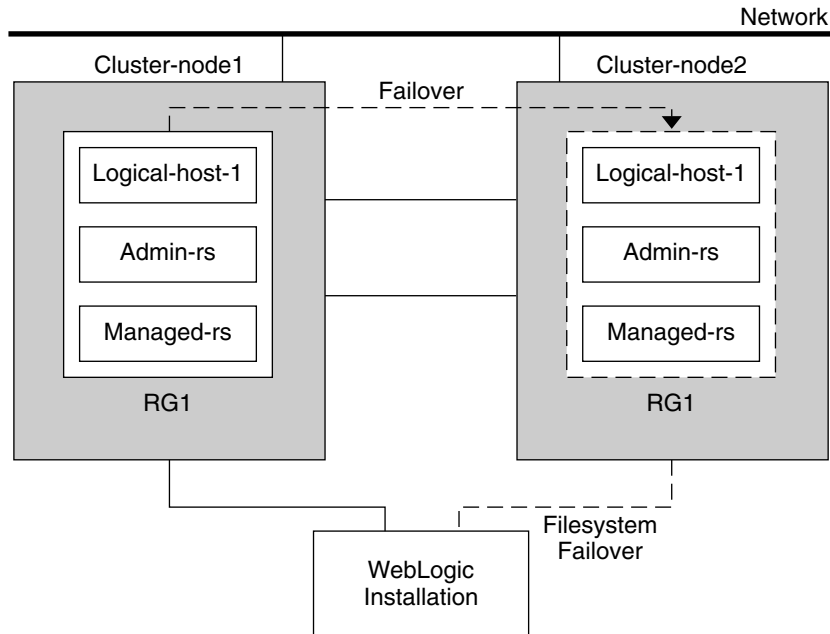 Network
Cluster-node1
Cluster-node2
Failover
Logical-host-1
Admin-rs
Managed-rs
RG1
Logical-host-1
Admin-rs
Managed-rs
RG1
Filesystem
Failover
WebLogic
Installation